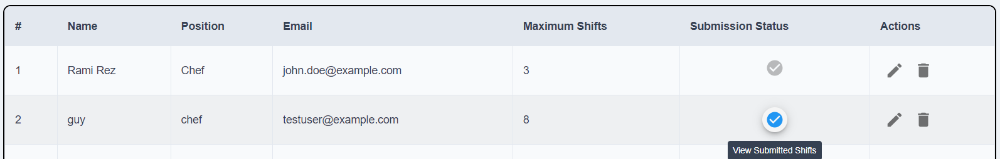 # Name Position Email Maximum Shifts Submission Status Actions
1 Rami Rez Chef john.doe@example.com 3
2 guy chef testuser@example.com 8
View Submitted Shifts